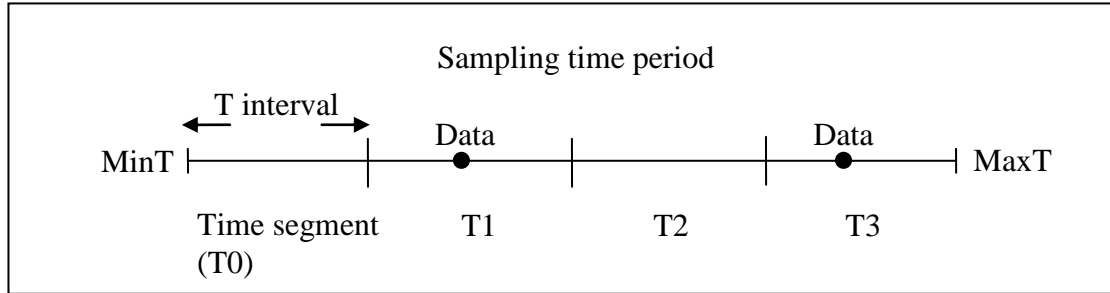 Sampling time period
T interval
Data
Data
MinT
MaxT
Time segment
(T0)
T1
T2
T3